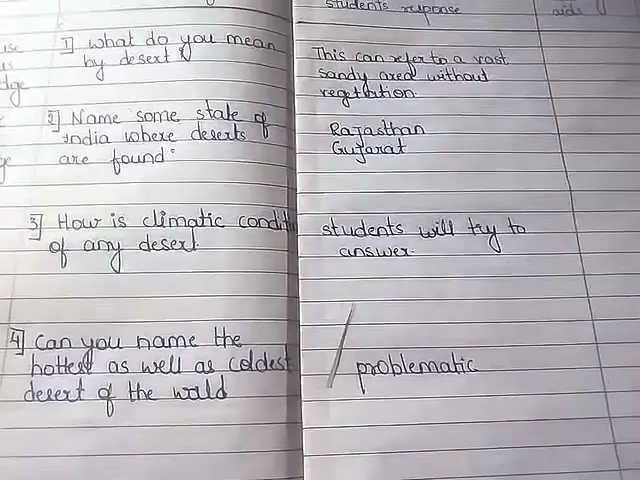 students response
aids
1] what do you mean
by desert?
This can refer to a vast
sandy area without
vegetation.
2] Name some state of
India where deserts
are found
Rajasthan
Gujarat
3] How is climatic condit
of any desert.
students will try to
answer.
4] Can you name the
hottest as well as coldest
desert of the world
problematic